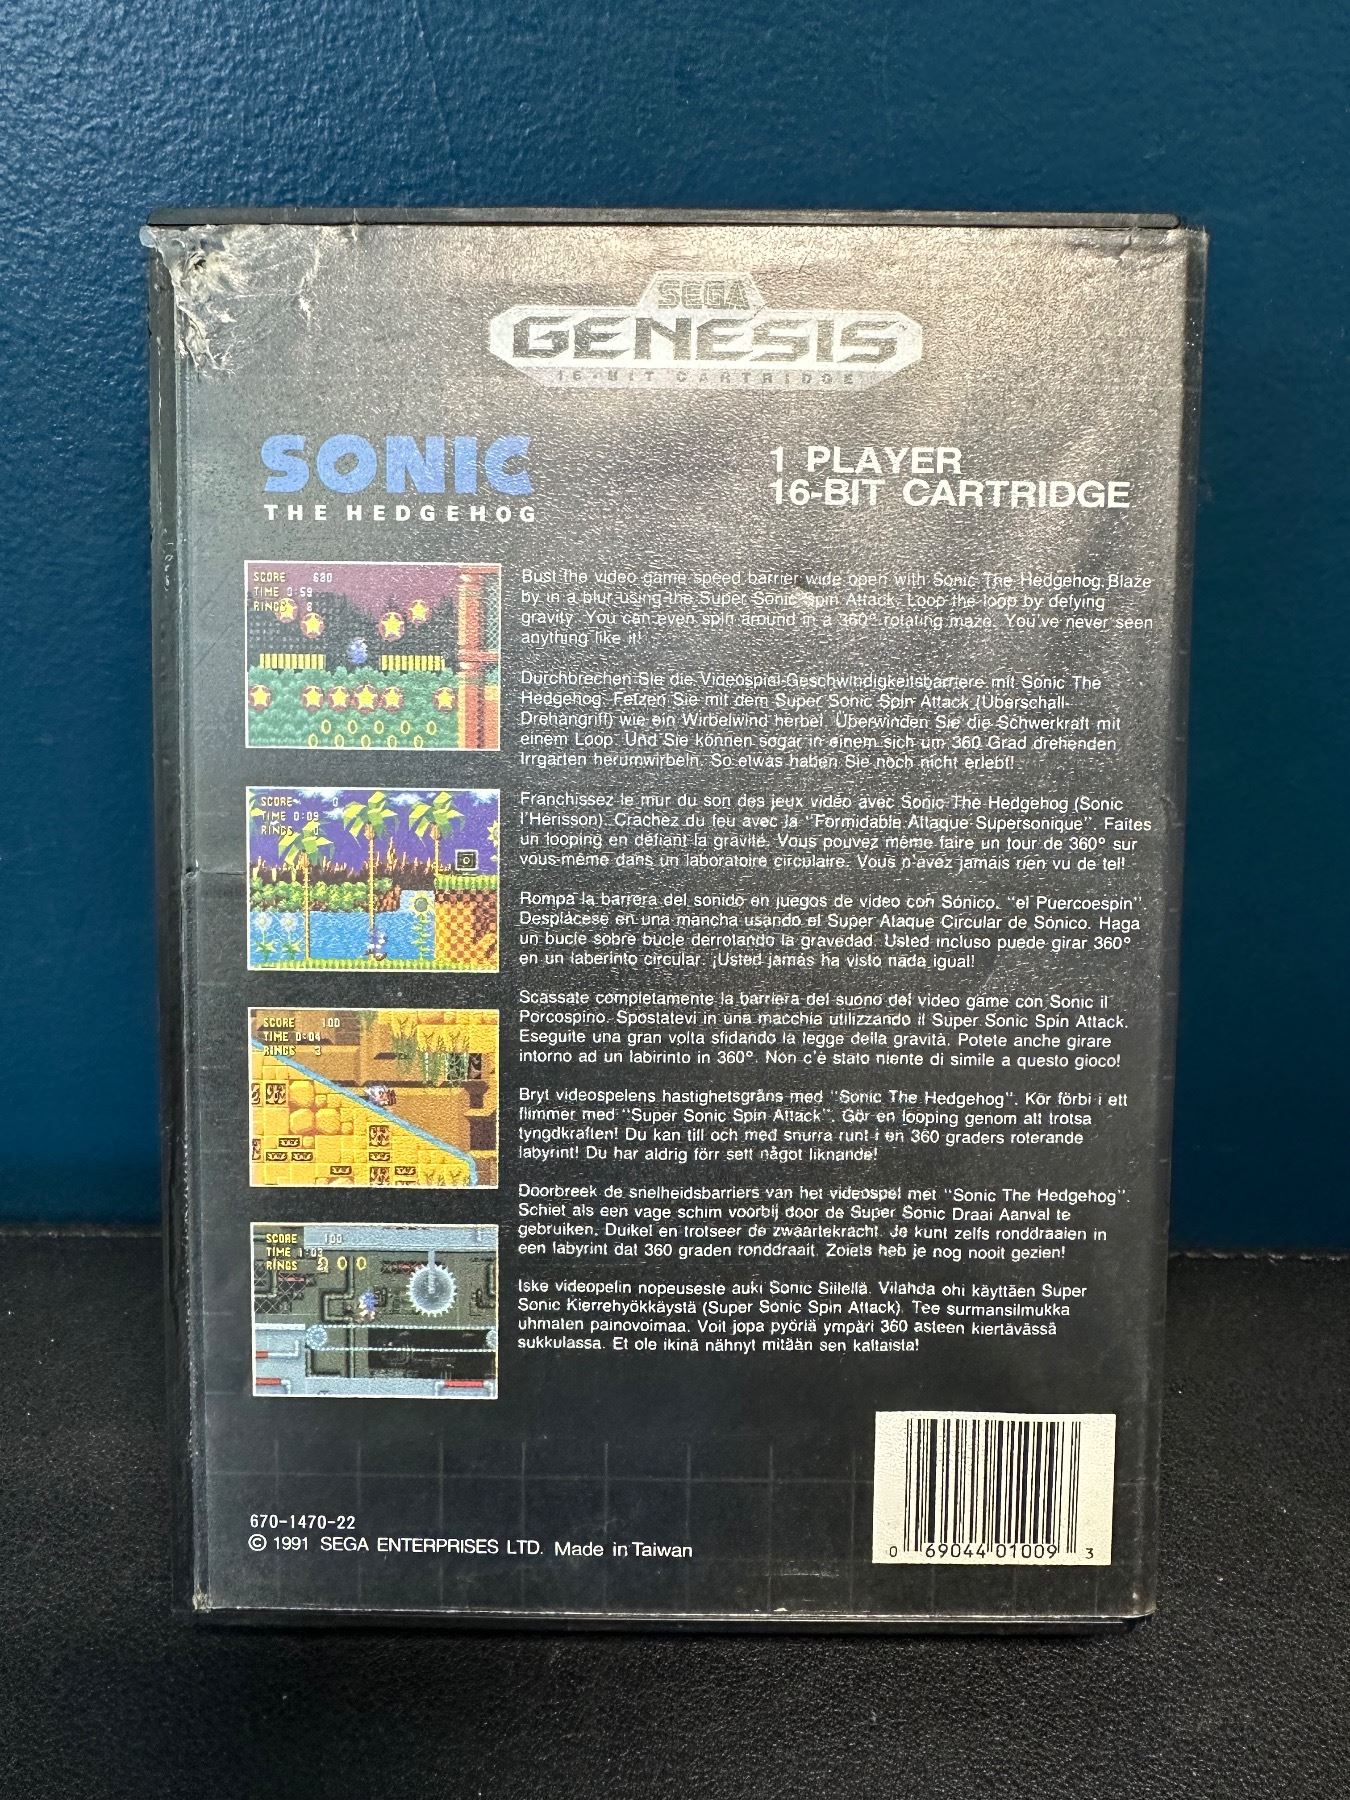 SEGA
GENESIS
16-BIT CARTRIDGE
SONIC
THE HEDGEHOG
1 PLAYER
16-BIT CARTRIDGE
SCORE 620
TIME 0:59
RINGS 8
Bust the video game speed barrier wide open with Sonic The Hedgehog. Blaze
by in a blur using the Super Sonic Spin Attack. Loop the loop by defying
gravity. You can even spin around in a 360° rotating maze. You've never seen
anything like it!
Durchbrechen Sie die Videospiel-Geschwindigkeitsbarriere mit Sonic The
Hedgehog. Fetzen Sie mit dem Super Sonic Spin Attack (Überschall-
Drehangriff) wie ein Wirbelwind herbei. Überwinden Sie die Schwerkraft mit
einem Loop. Und Sie können sogar in einem sich um 360 Grad drehenden
Irrgarten herumwirbeln. So etwas haben Sie noch nicht erlebt!
SCORE 0
TIME 0:09
RINGS 0
Franchissez le mur du son des jeux vidéo avec Sonic The Hedgehog (Sonic
l'Hérisson). Crachez du feu avec la "Formidable Attaque Supersonique". Faites
un looping en défiant la gravité. Vous pouvez même faire un tour de 360° sur
vous-même dans un laboratoire circulaire. Vous n'avez jamais rien vu de tel!
Rompa la barrera del sonido en juegos de video con Sónico, "el Puercoespin".
Desplácese en una mancha usando el Super Ataque Circular de Sónico. Haga
un bucle sobre bucle derrotando la gravedad. Usted incluso puede girar 360°
en un laberinto circular. ¡Usted jamás ha visto nada igual!
SCORE 100
TIME 0:04
RINGS 3
Scassate completamente la barriera del suono del video game con Sonic il
Porcospino. Spostatevi in una macchia utilizzando il Super Sonic Spin Attack.
Eseguite una gran volta sfidando la legge della gravità. Potete anche girare
intorno ad un labirinto in 360°. Non c'è stato niente di simile a questo gioco!
Bryt videospelens hastighetsgräns med "Sonic The Hedgehog". Kör förbi i ett
flimmer med "Super Sonic Spin Attack". Gör en looping genom att trotsa
tyngdkraften! Du kan till och med snurra runt i en 360 graders roterande
labyrint! Du har aldrig förr sett något liknande!
Doorbreek de snelheidsbarriers van het videospel met "Sonic The Hedgehog".
Schiet als een vage schim voorbij door de Super Sonic Draai Aanval te
gebruiken. Duikel en trotseer de zwaartekracht. Je kunt zelfs ronddraaien in
een labyrint dat 360 graden ronddraait. Zoiets heb je nog nooit gezien!
SCORE 100
TIME 1:03
RINGS
Iske videopelin nopeuseste auki Sonic Siilellä. Vilahda ohi käyttäen Super
Sonic Kierrehyökkäystä (Super Sonic Spin Attack). Tee surmansilmukka
uhmaten painovoimaa. Voit jopa pyöriä ympäri 360 asteen kiertävässä
sukkulassa. Et ole ikinä nähnyt mitään sen kaltaista!
670-1470-22
© 1991 SEGA ENTERPRISES LTD. Made in Taiwan
0 69044 01009 3